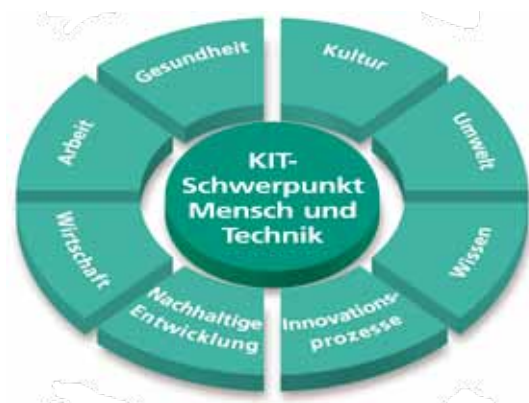 Gesundheit
Kultur
Umwelt
Wissen
Innovations-
prozesse
Nachhaltige
Entwicklung
Wirtschaft
Arbeit
KIT-
Schwerpunkt
Mensch und
Technik